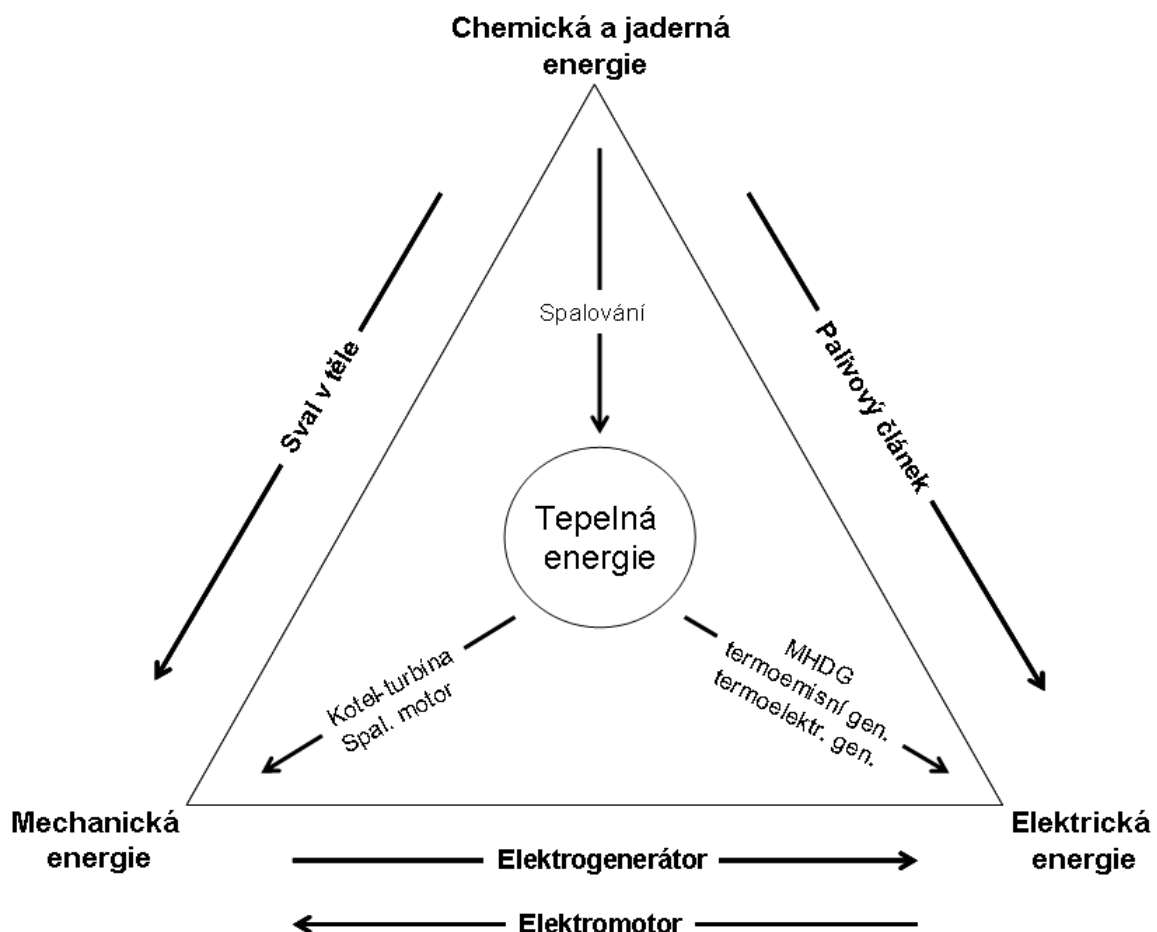 Chemická a jaderná
energie
Spalování
Sval v těle
Palivový článek
Tepelná
energie
Kotel-turbína
Spal. motor
MHDG
termoemisní gen.
termoelektr. gen.
Mechanická
energie
Elektrická
energie
Elektrogenerátor
Elektromotor